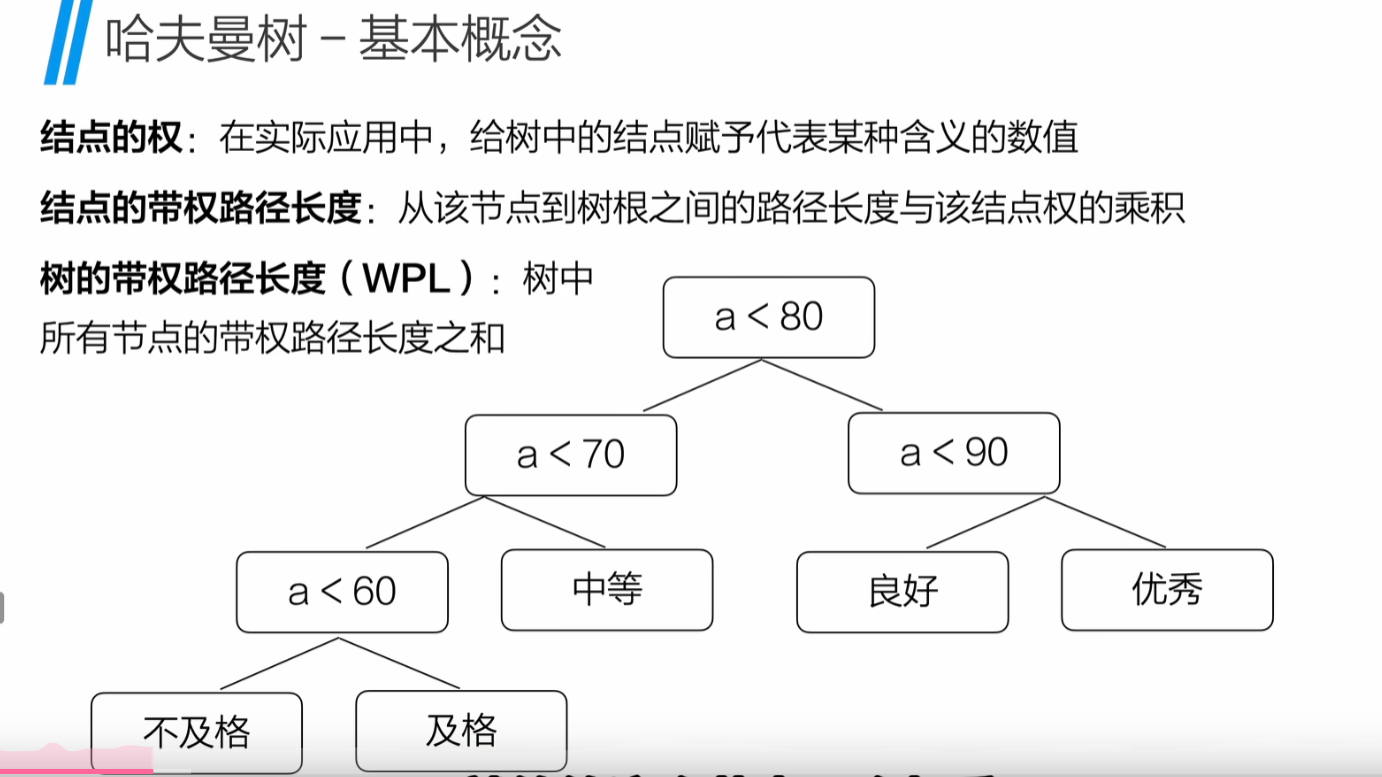 哈夫曼树 – 基本概念
结点的权：在实际应用中，给树中的结点赋予代表某种含义的数值
结点的带权路径长度：从该节点到树根之间的路径长度与该结点权的乘积
树的带权路径长度（WPL）：树中
所有节点的带权路径长度之和
a < 80
a < 70
a < 90
a < 60
中等
良好
优秀
不及格
及格